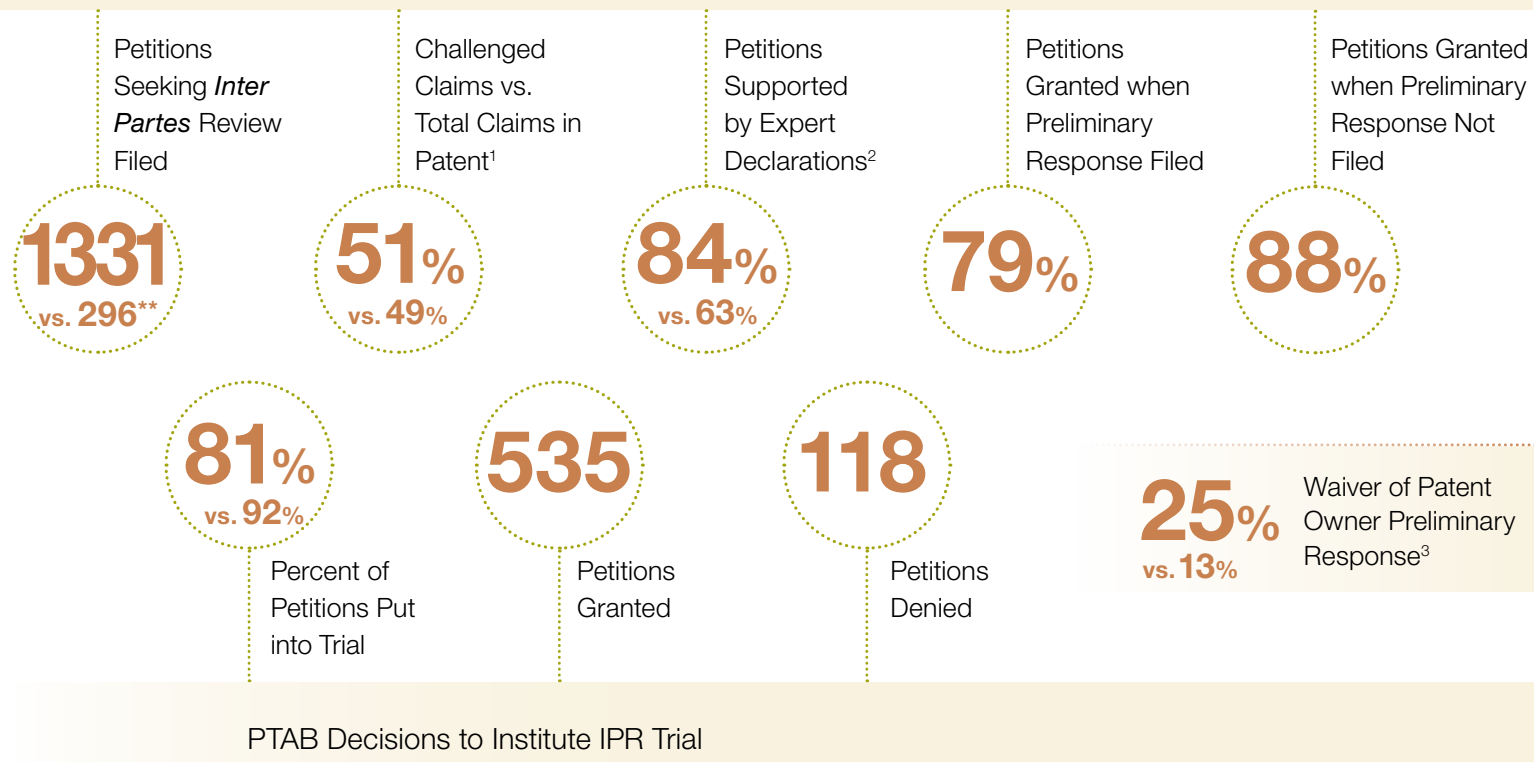 Petitions
Seeking Inter
Partes Review
Filed
1331
vs. 296**
Challenged
Claims vs.
Total Claims in
Patent1
51%
vs. 49%
Petitions
Supported
by Expert
Declarations2
84%
vs. 63%
Petitions
Granted when
Preliminary
Response Filed
79%
Petitions Granted
when Preliminary
Response Not
Filed
88%
81%
vs. 92%
Percent of
Petitions Put
into Trial
535
Petitions
Granted
118
Petitions
Denied
25%
vs. 13%
Waiver of Patent
Owner Preliminary
Response3
PTAB Decisions to Institute IPR Trial